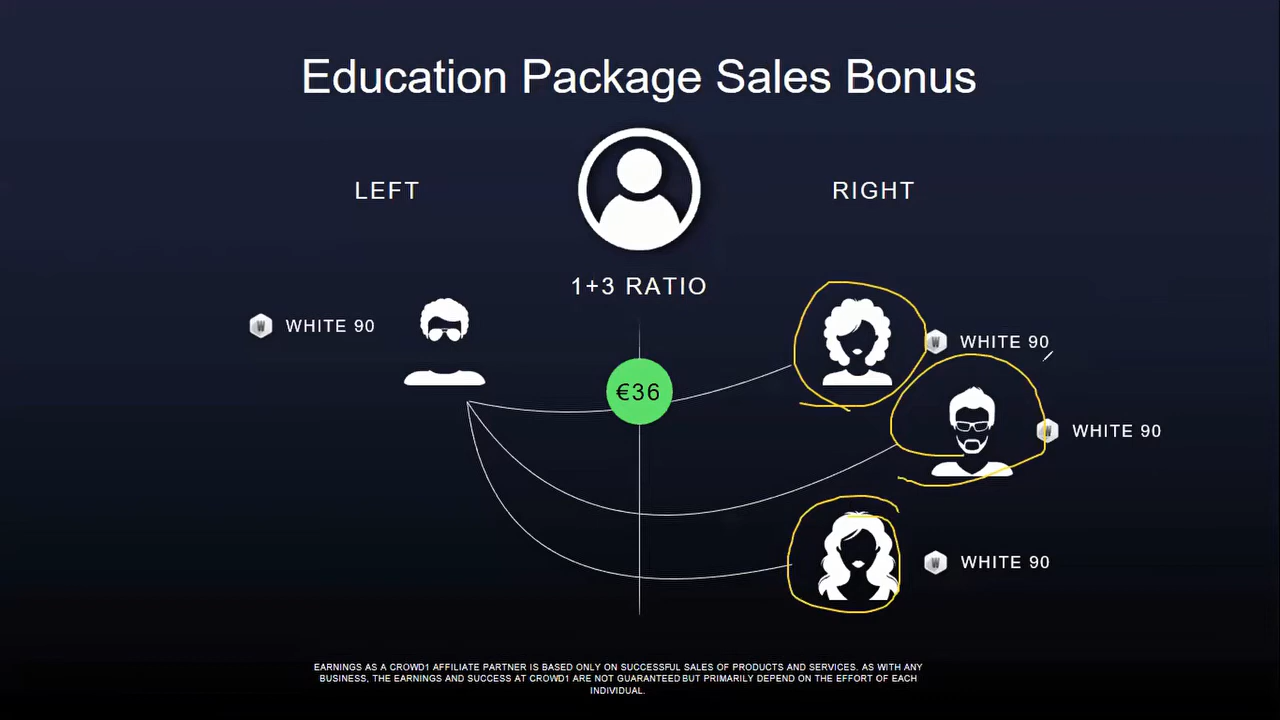 Education Package Sales Bonus
LEFT
RIGHT
1+3 RATIO
W WHITE 90
W WHITE 90
€36
W WHITE 90
W WHITE 90
EARNINGS AS A CROWD1 AFFILIATE PARTNER IS BASED ONLY ON SUCCESSFUL SALES OF PRODUCTS AND SERVICES. AS WITH ANY
BUSINESS, THE EARNINGS AND SUCCESS AT CROWD1 ARE NOT GUARANTEED BUT PRIMARILY DEPEND ON THE EFFORT OF EACH
INDIVIDUAL.